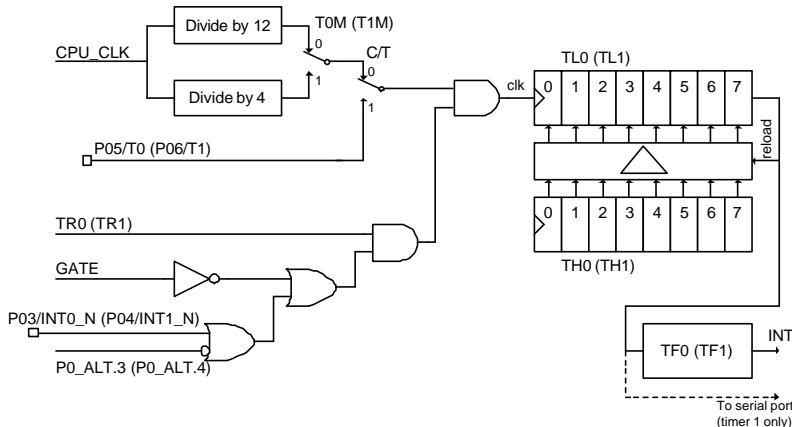 Divide by 12
T0M (T1M)
CPU_CLK
0
C/T
1
0
Divide by 4
1
TL0 (TL1)
clk
0 1 2 3 4 5 6 7
reload
P05/T0 (P06/T1)
0 1 2 3 4 5 6 7
TH0 (TH1)
TR0 (TR1)
GATE
P03/INT0_N (P04/INT1_N)
P0_ALT.3 (P0_ALT.4)
TF0 (TF1)
INT
To serial port
(timer 1 only)